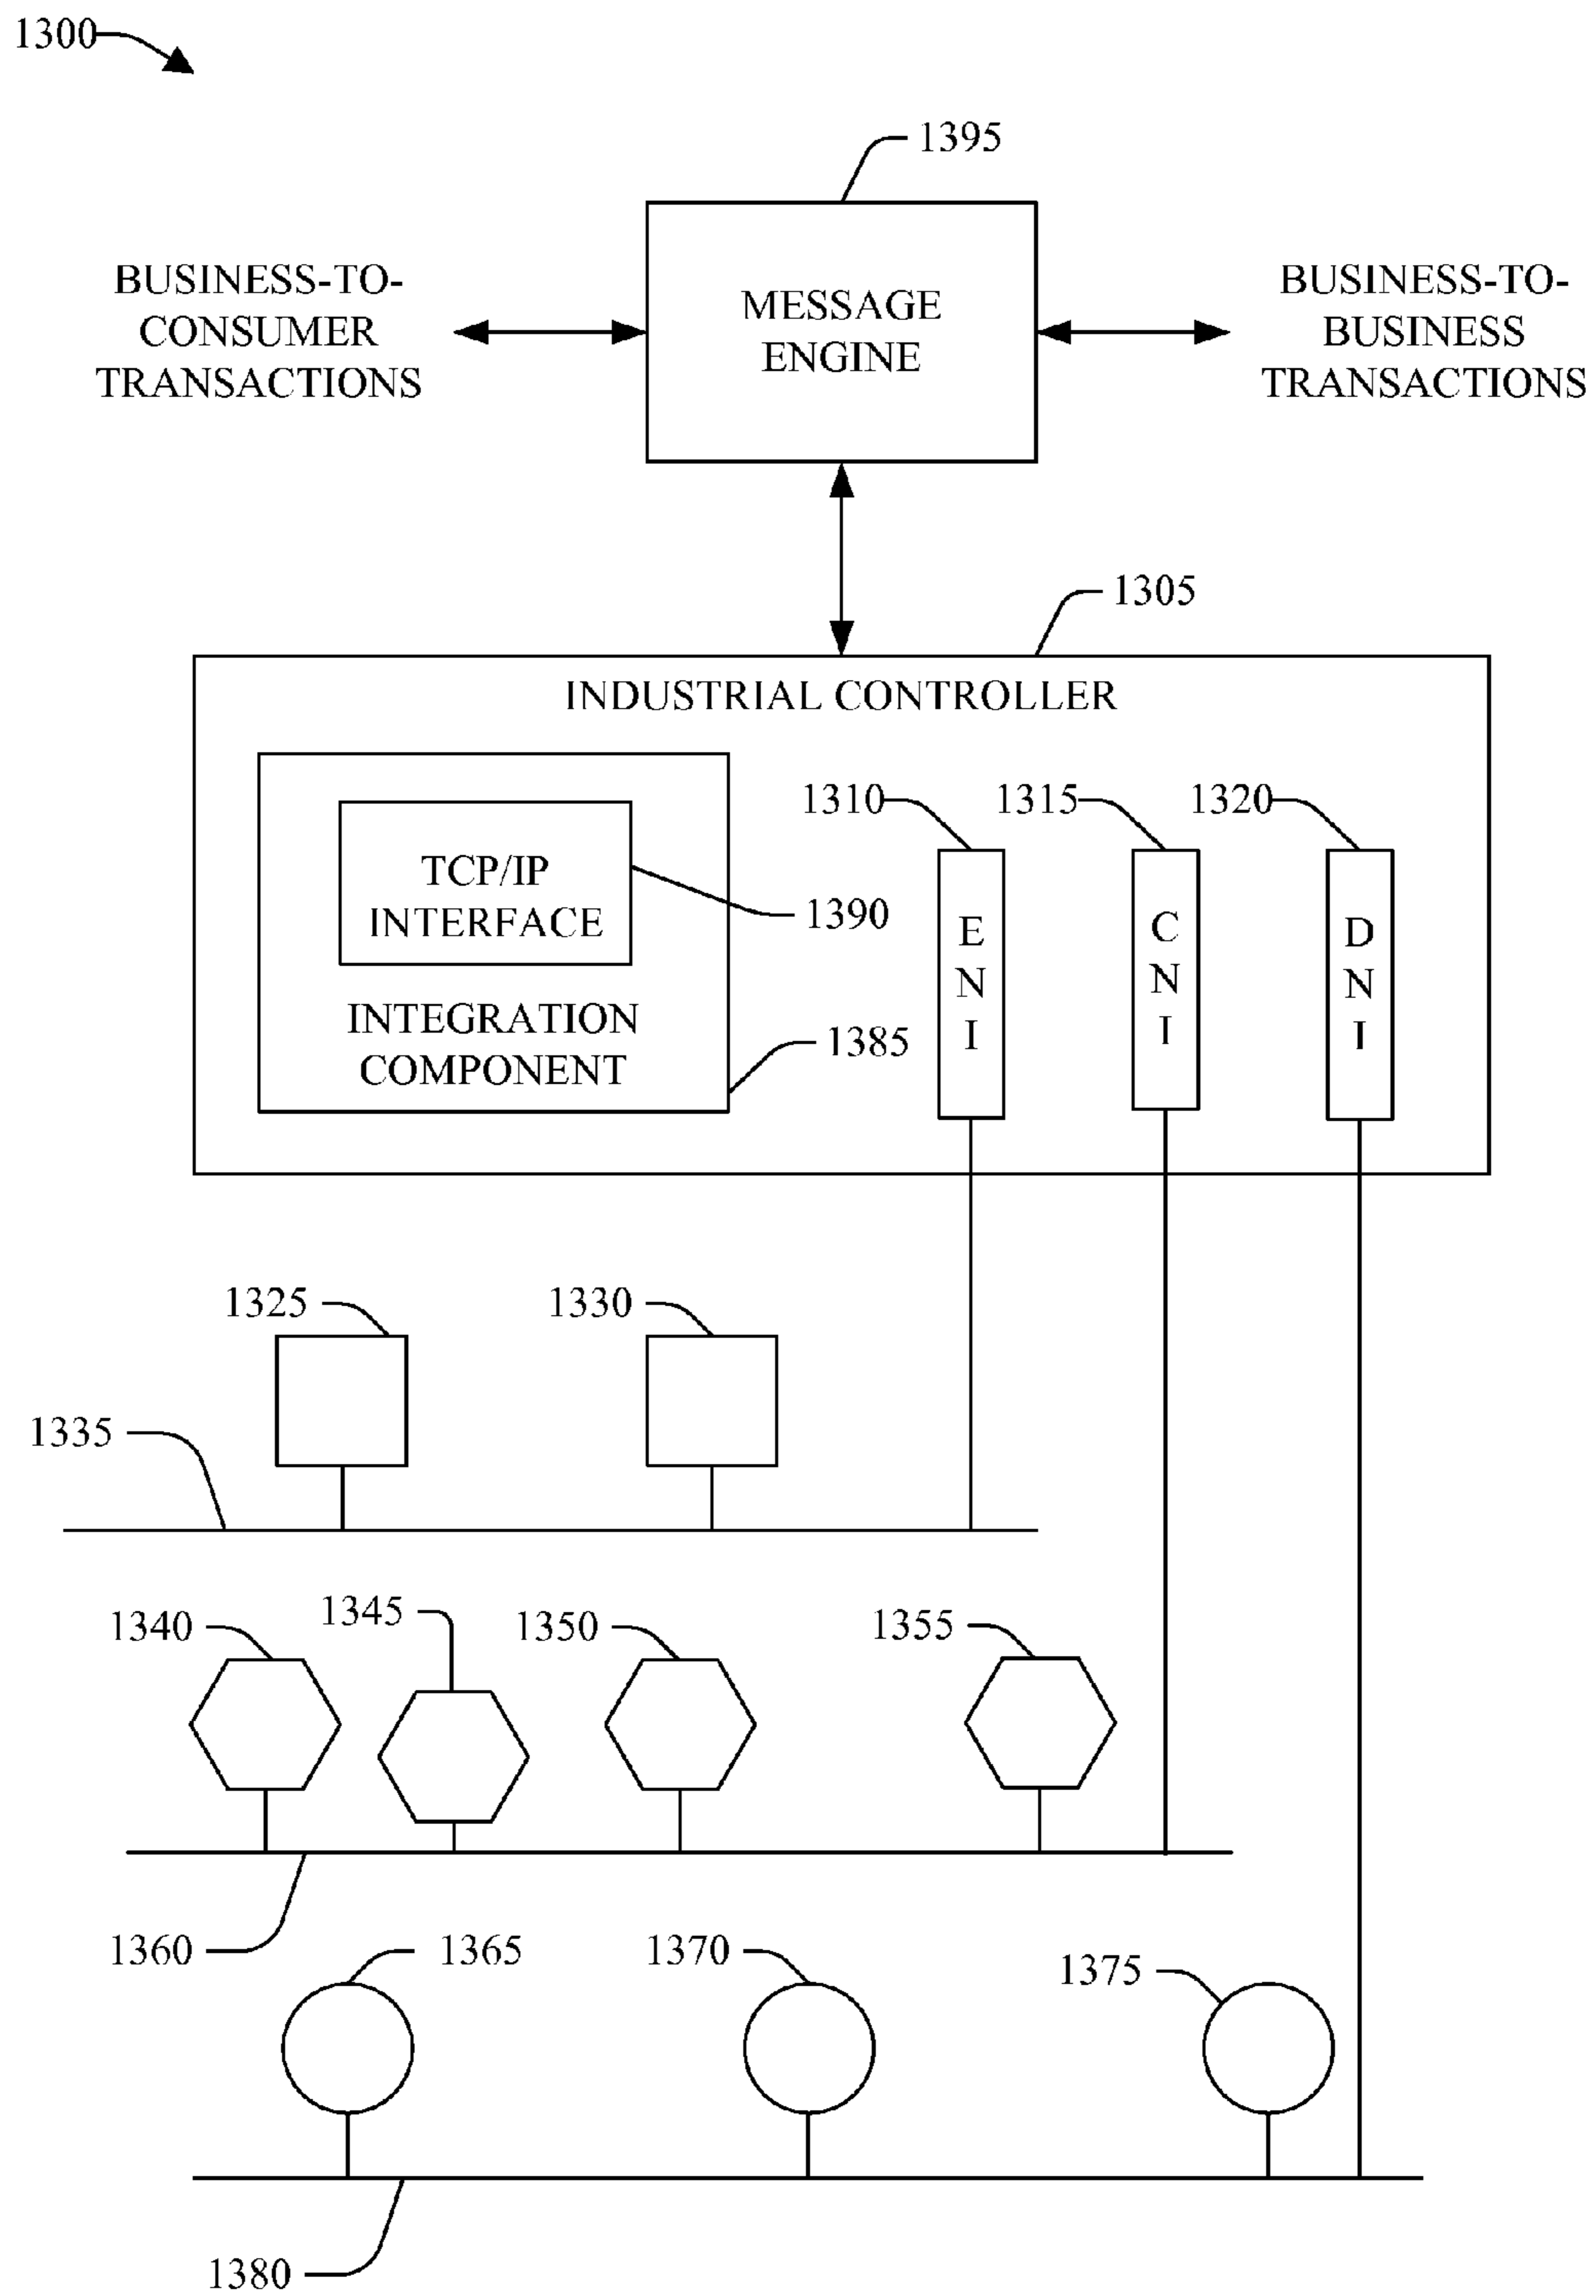 1300
1395
BUSINESS-TO-
CONSUMER
TRANSACTIONS
MESSAGE
ENGINE
BUSINESS-TO-
BUSINESS
TRANSACTIONS
1305
INDUSTRIAL CONTROLLER
1310
1315
1320
TCP/IP
INTERFACE
1390
INTEGRATION
COMPONENT
1385
E
N
I
C
N
I
D
N
I
1325
1330
1335
1340
1345
1350
1355
1360
1365
1370
1375
1380